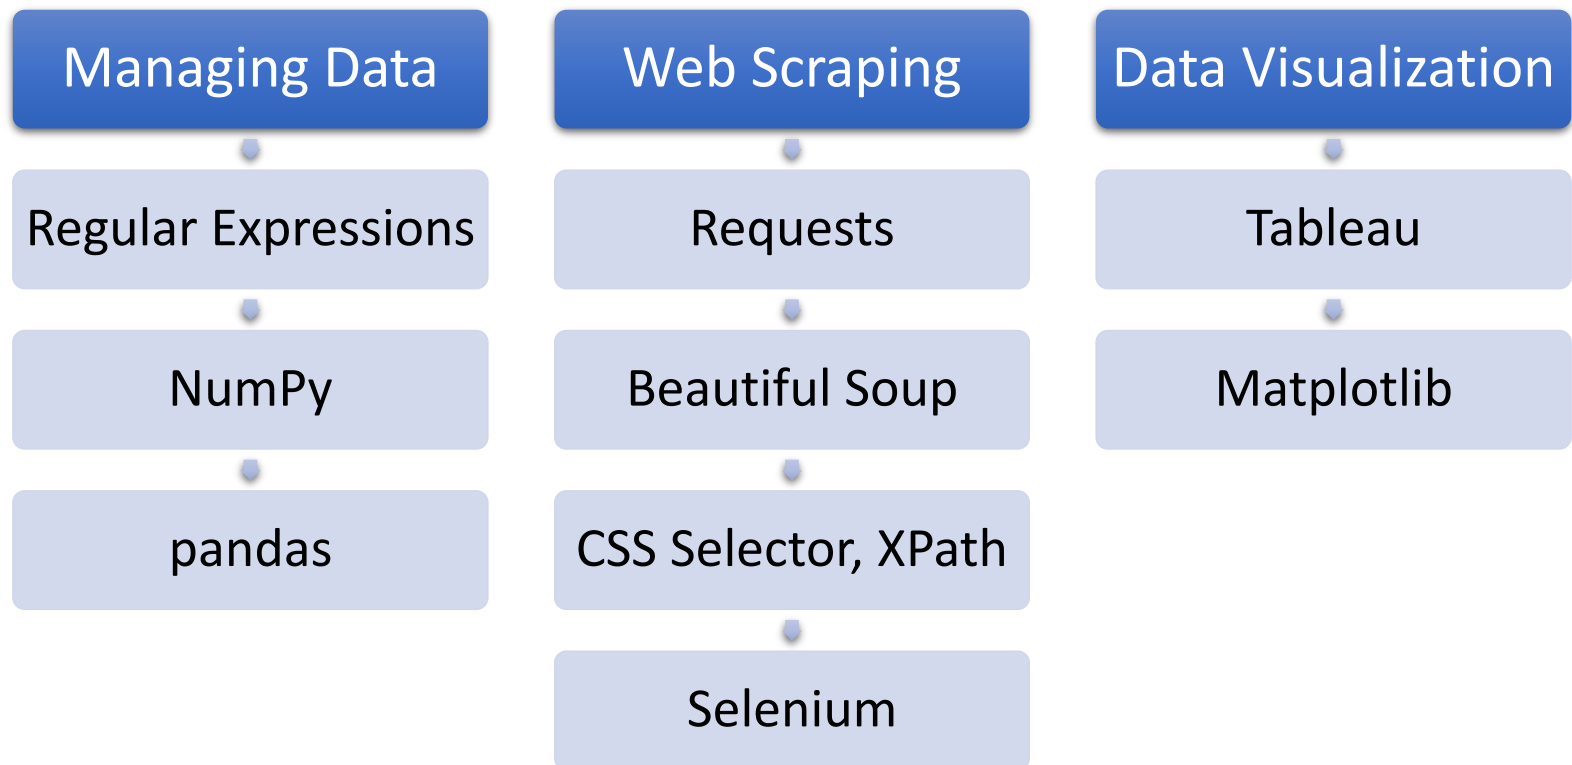 Managing Data
Regular Expressions
NumPy
pandas
Web Scraping
Requests
Beautiful Soup
CSS Selector, XPath
Selenium
Data Visualization
Tableau
Matplotlib